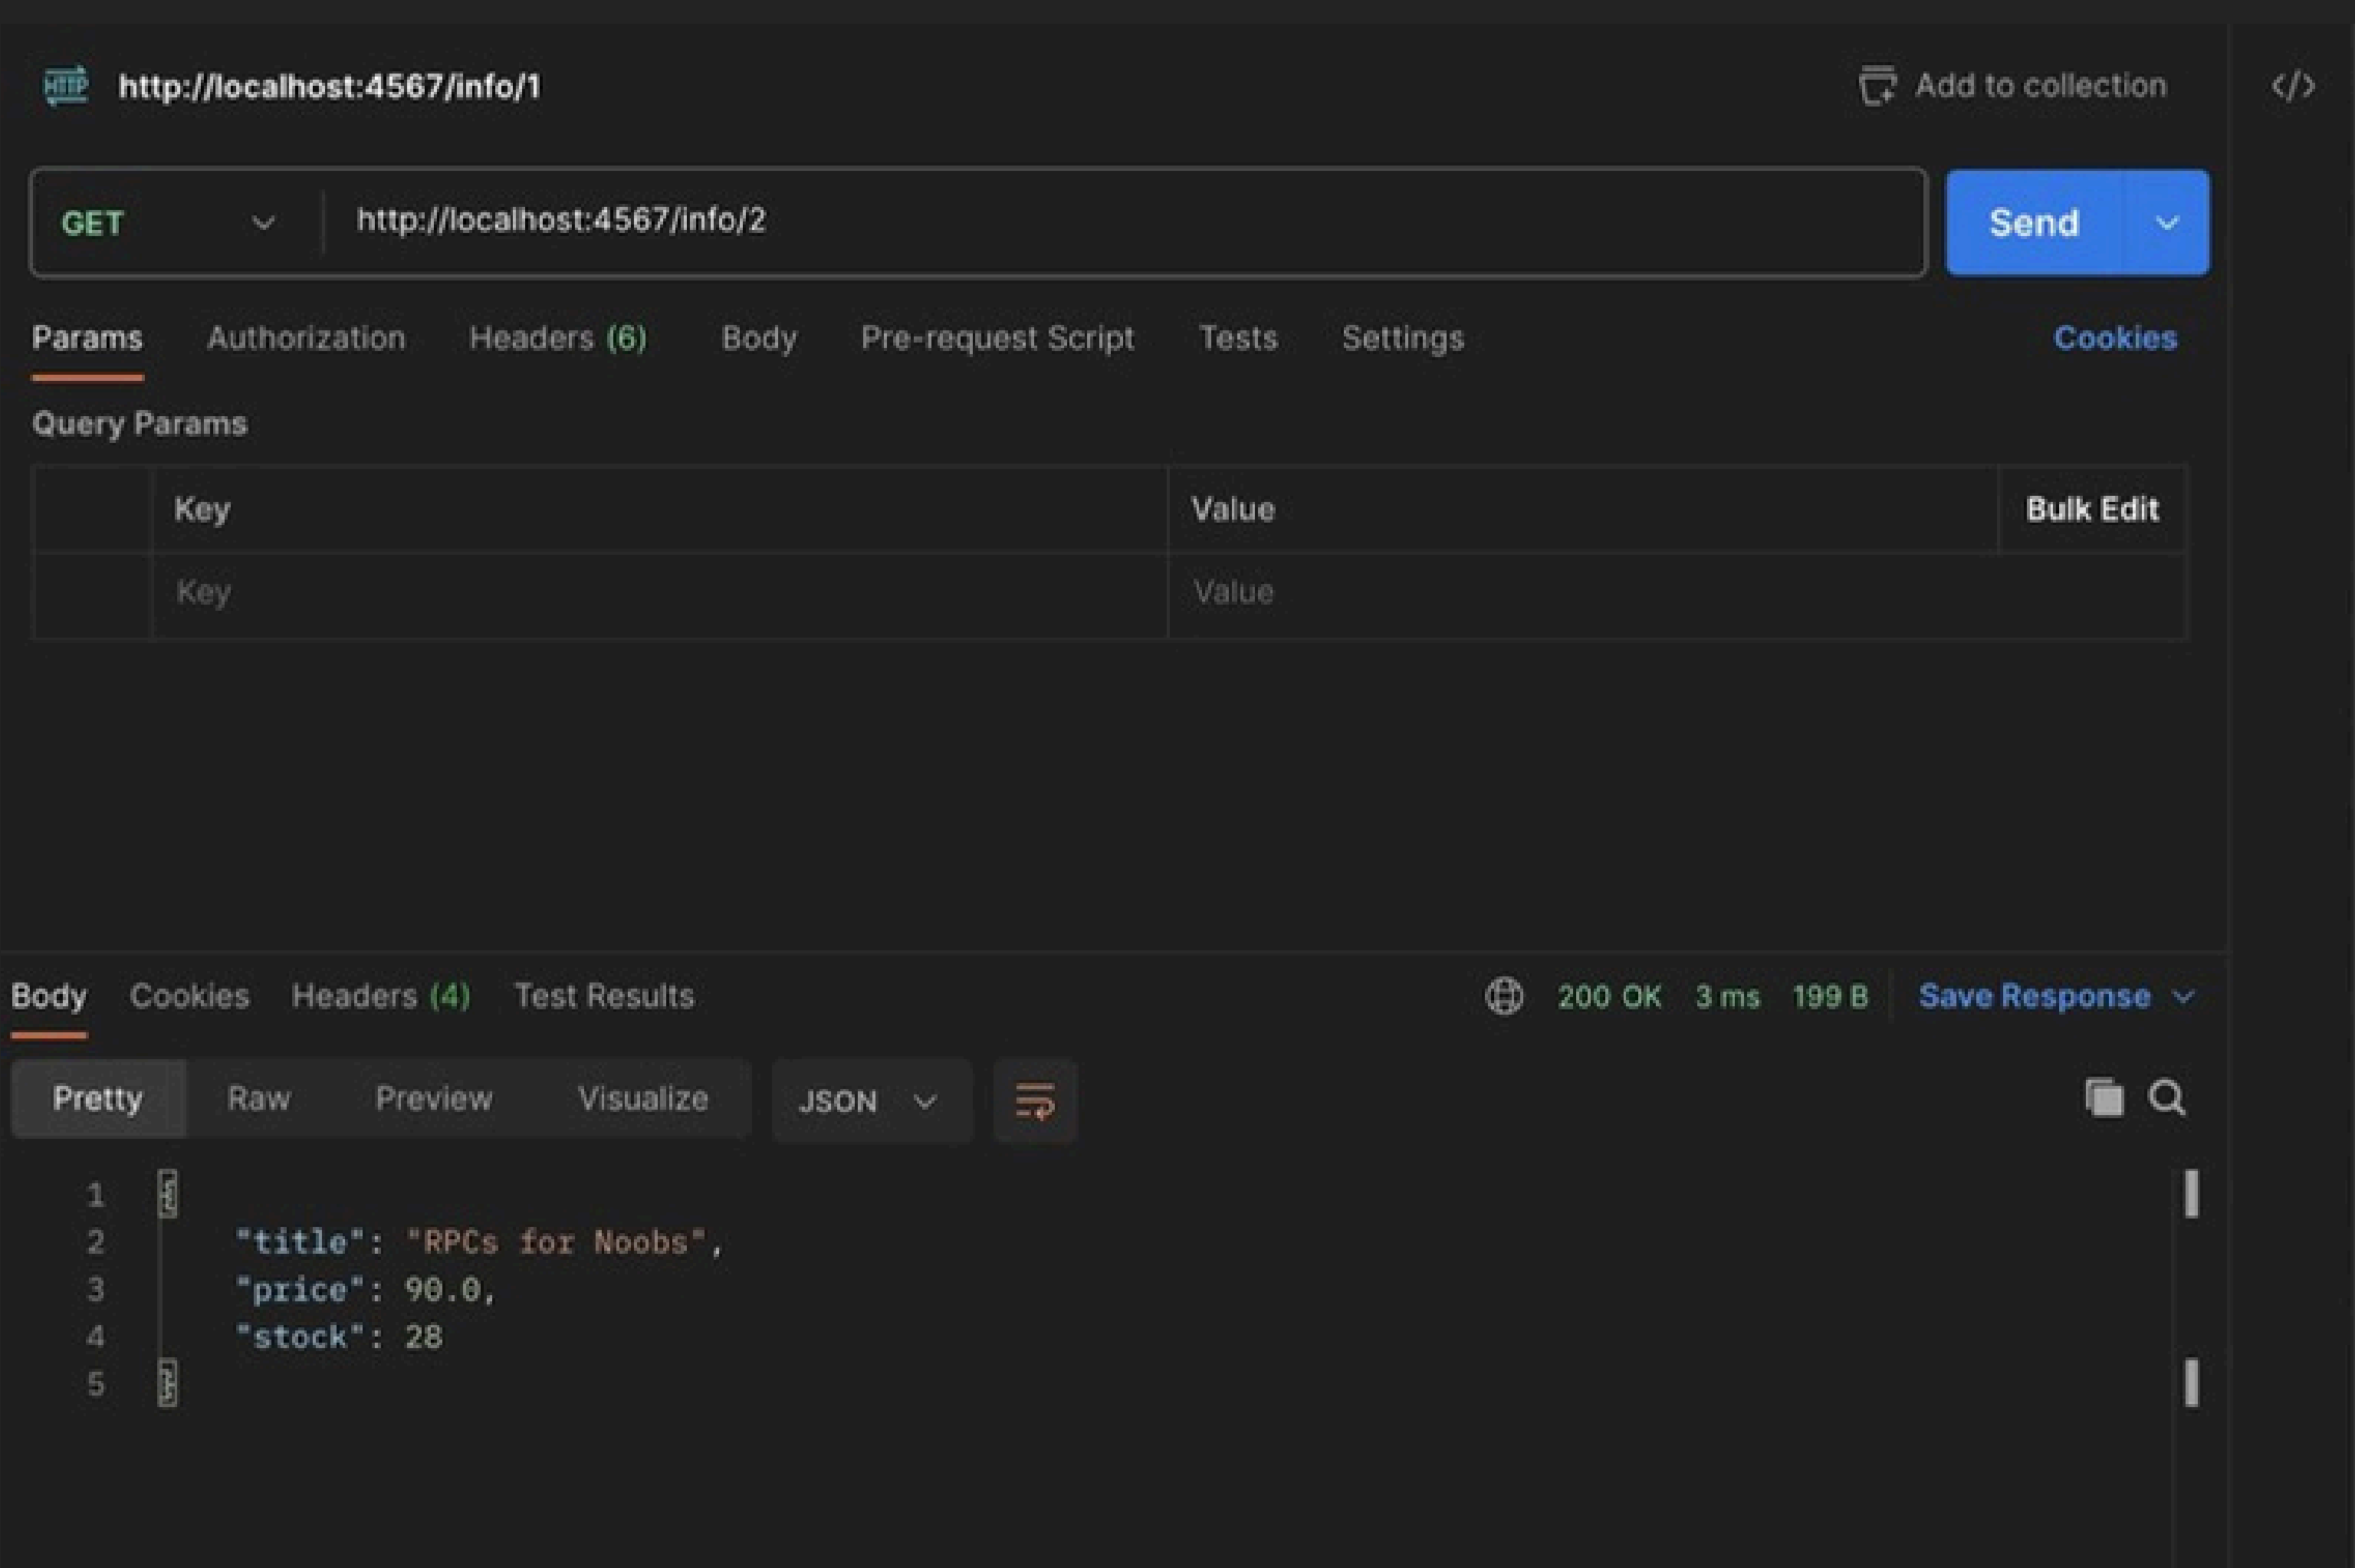 HTTP http://localhost:4567/info/1 Add to collection </>
GET http://localhost:4567/info/2 Send
Params Authorization Headers (6) Body Pre-request Script Tests Settings Cookies
Query Params
Key Value Bulk Edit
Key Value
Body Cookies Headers (4) Test Results 200 OK 3 ms 199 B Save Response
Pretty Raw Preview Visualize JSON
1 {
2 "title": "RPCs for Noobs",
3 "price": 90.0,
4 "stock": 28
5 }